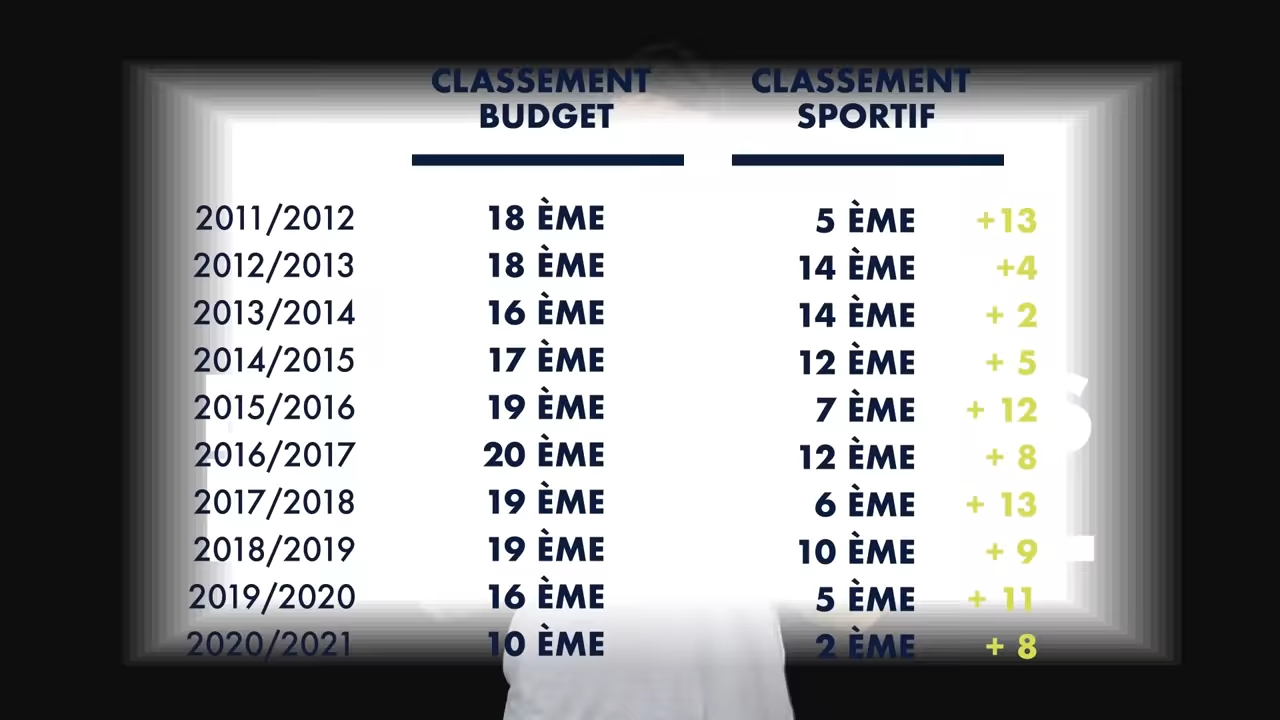 CLASSEMENT BUDGET
CLASSEMENT SPORTIF
2011/2012 18 ÈME 5 ÈME +13
2012/2013 18 ÈME 14 ÈME +4
2013/2014 16 ÈME 14 ÈME + 2
2014/2015 17 ÈME 12 ÈME + 5
2015/2016 19 ÈME 7 ÈME + 12
2016/2017 20 ÈME 12 ÈME + 8
2017/2018 19 ÈME 6 ÈME + 13
2018/2019 19 ÈME 10 ÈME + 9
2019/2020 16 ÈME 5 ÈME + 11
2020/2021 10 ÈME 2 ÈME + 8